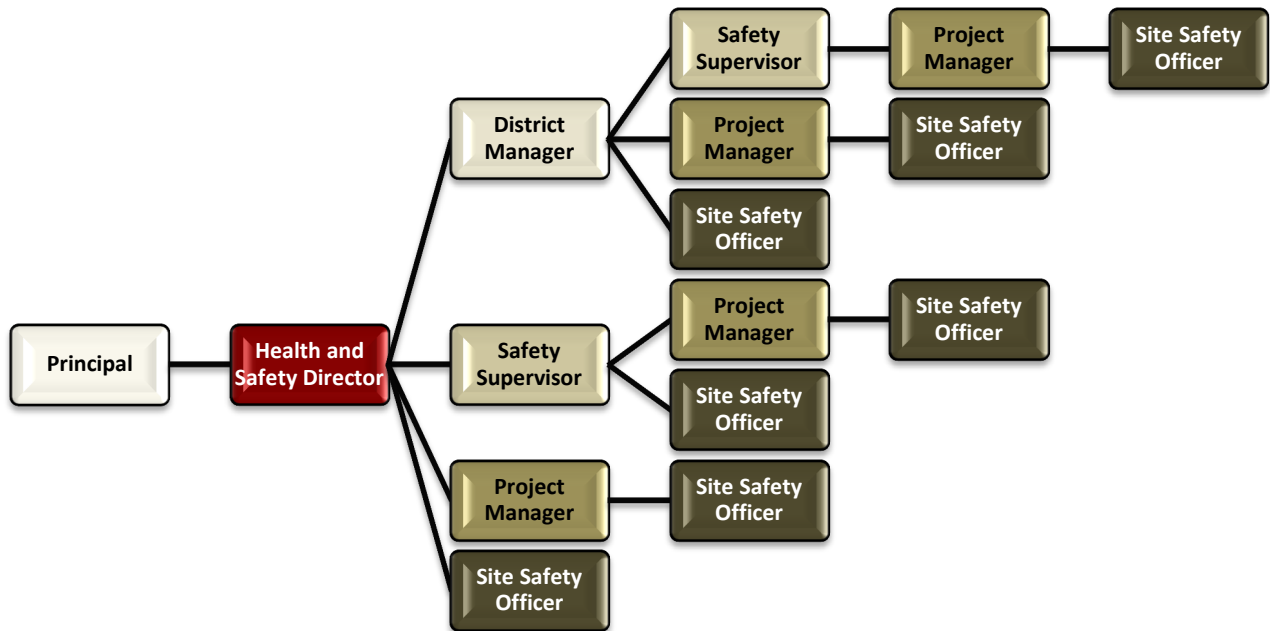 Safety
Supervisor
Project
Manager
Site Safety
Officer
District
Manager
Project
Manager
Site Safety
Officer
Site Safety
Officer
Project
Manager
Site Safety
Officer
Principal
Health and
Safety Director
Safety
Supervisor
Site Safety
Officer
Project
Manager
Site Safety
Officer
Site Safety
Officer